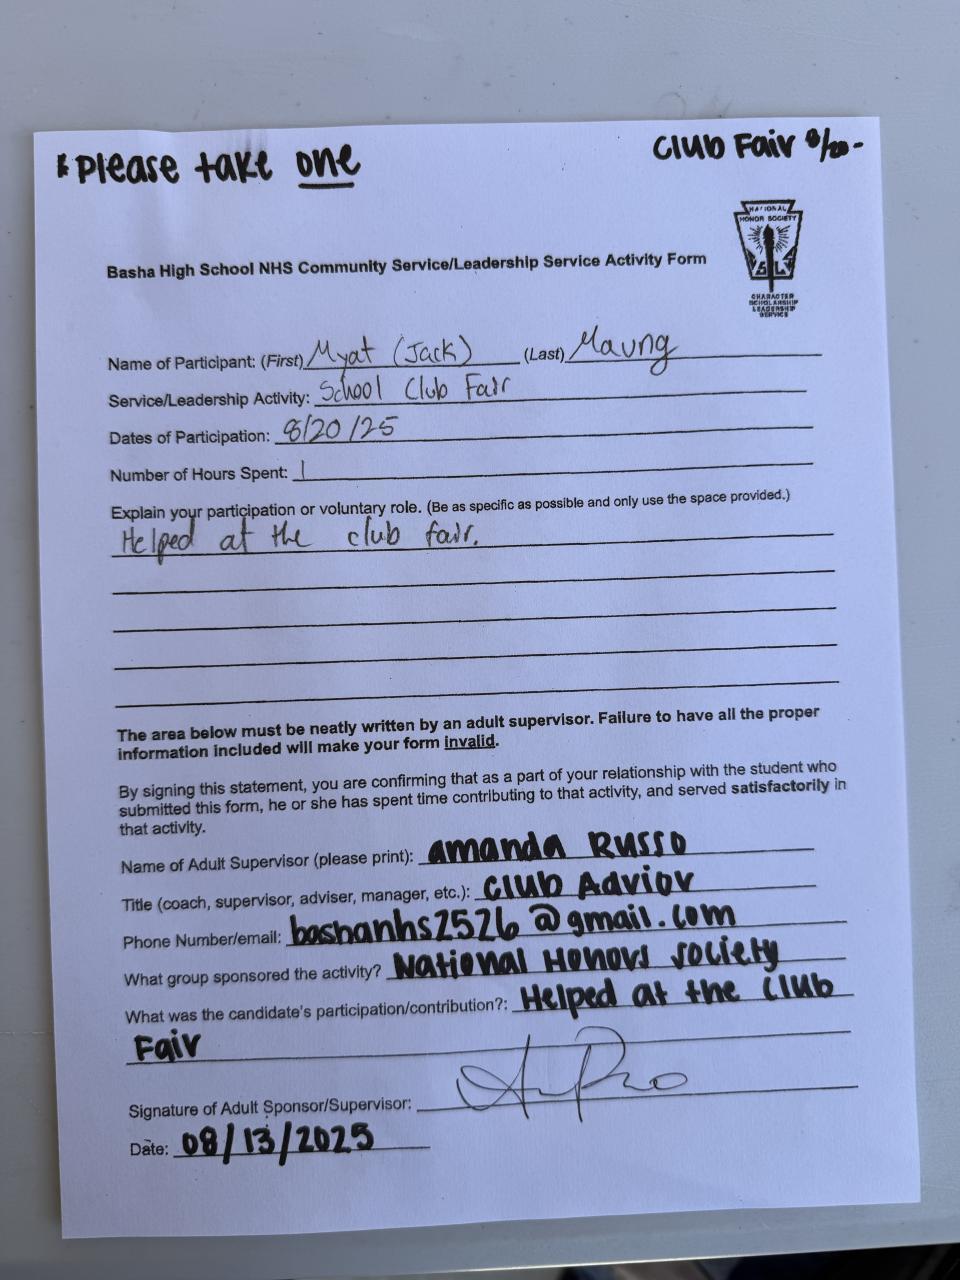 * Please take one
Club Fair 8/20-
NATIONAL
HONOR SOCIETY
S L
CHARACTER
SCHOLARSHIP
LEADERSHIP
SERVICE
Basha High School NHS Community Service/Leadership Service Activity Form
Name of Participant: (First) Myat (Jack) (Last) Maung
Service/Leadership Activity: School Club Fair
Dates of Participation: 8/20/25
Number of Hours Spent: 1
Explain your participation or voluntary role. (Be as specific as possible and only use the space provided.)
Helped at the club fair.
The area below must be neatly written by an adult supervisor. Failure to have all the proper
information included will make your form invalid.
By signing this statement, you are confirming that as a part of your relationship with the student who
submitted this form, he or she has spent time contributing to that activity, and served satisfactorily in
that activity.
Name of Adult Supervisor (please print): Amanda Russo
Title (coach, supervisor, adviser, manager, etc.): Club Advior
Phone Number/email: bashanhs2526@gmail.com
What group sponsored the activity? National Honors Society
What was the candidate's participation/contribution?: Helped at the Club
Fair
Signature of Adult Sponsor/Supervisor:
Date: 08/13/2025